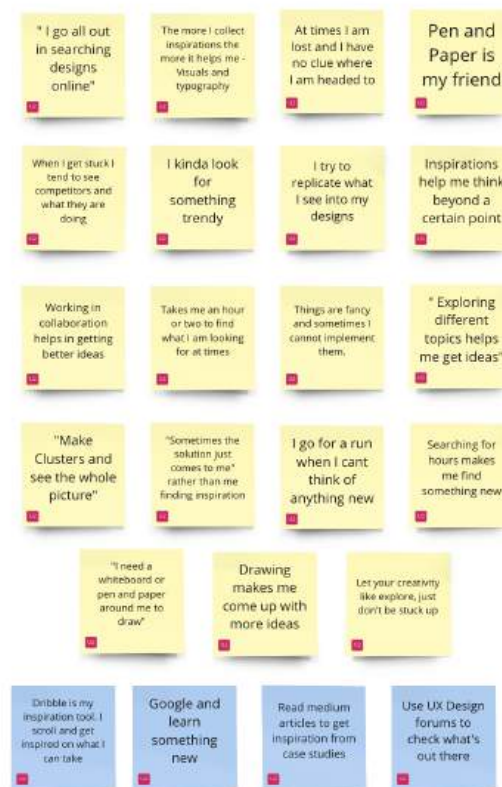 " I go all out
in searching
designs
online"
The more I collect
inspirations the
more it helps me -
Visuals and
typography
At times I am
lost and I have
no clue where
I am headed to
Pen and
Paper is
my friend
When I get stuck I
tend to see
competitors and
what they are
doing
I kinda look
for
something
trendy
I try to
replicate what
I see into my
designs
Inspirations
help me think
beyond a
certain point
Working in
collaboration
helps in getting
better ideas
Takes me an hour
or two to find
what I am looking
for at times
Things are fancy
and sometimes I
cannot implement
them.
" Exploring
different
topics helps
me get ideas"
"Make
Clusters and
see the whole
picture"
"Sometimes the
solution just
comes to me"
rather than me
finding inspiration
I go for a run
when I cant
think of
anything new
Searching for
hours makes
me find
something new
"I need a
whiteboard or
pen and paper
around me to
draw"
Drawing
makes me
come up with
more ideas
Let your creativity
like explore, just
don't be stuck up
Dribble is my
inspiration tool. I
scroll and get
inspired on what I
can take
Google and
learn
something
new
Read medium
articles to get
inspiration from
case studies
Use UX Design
forums to
check what's
out there